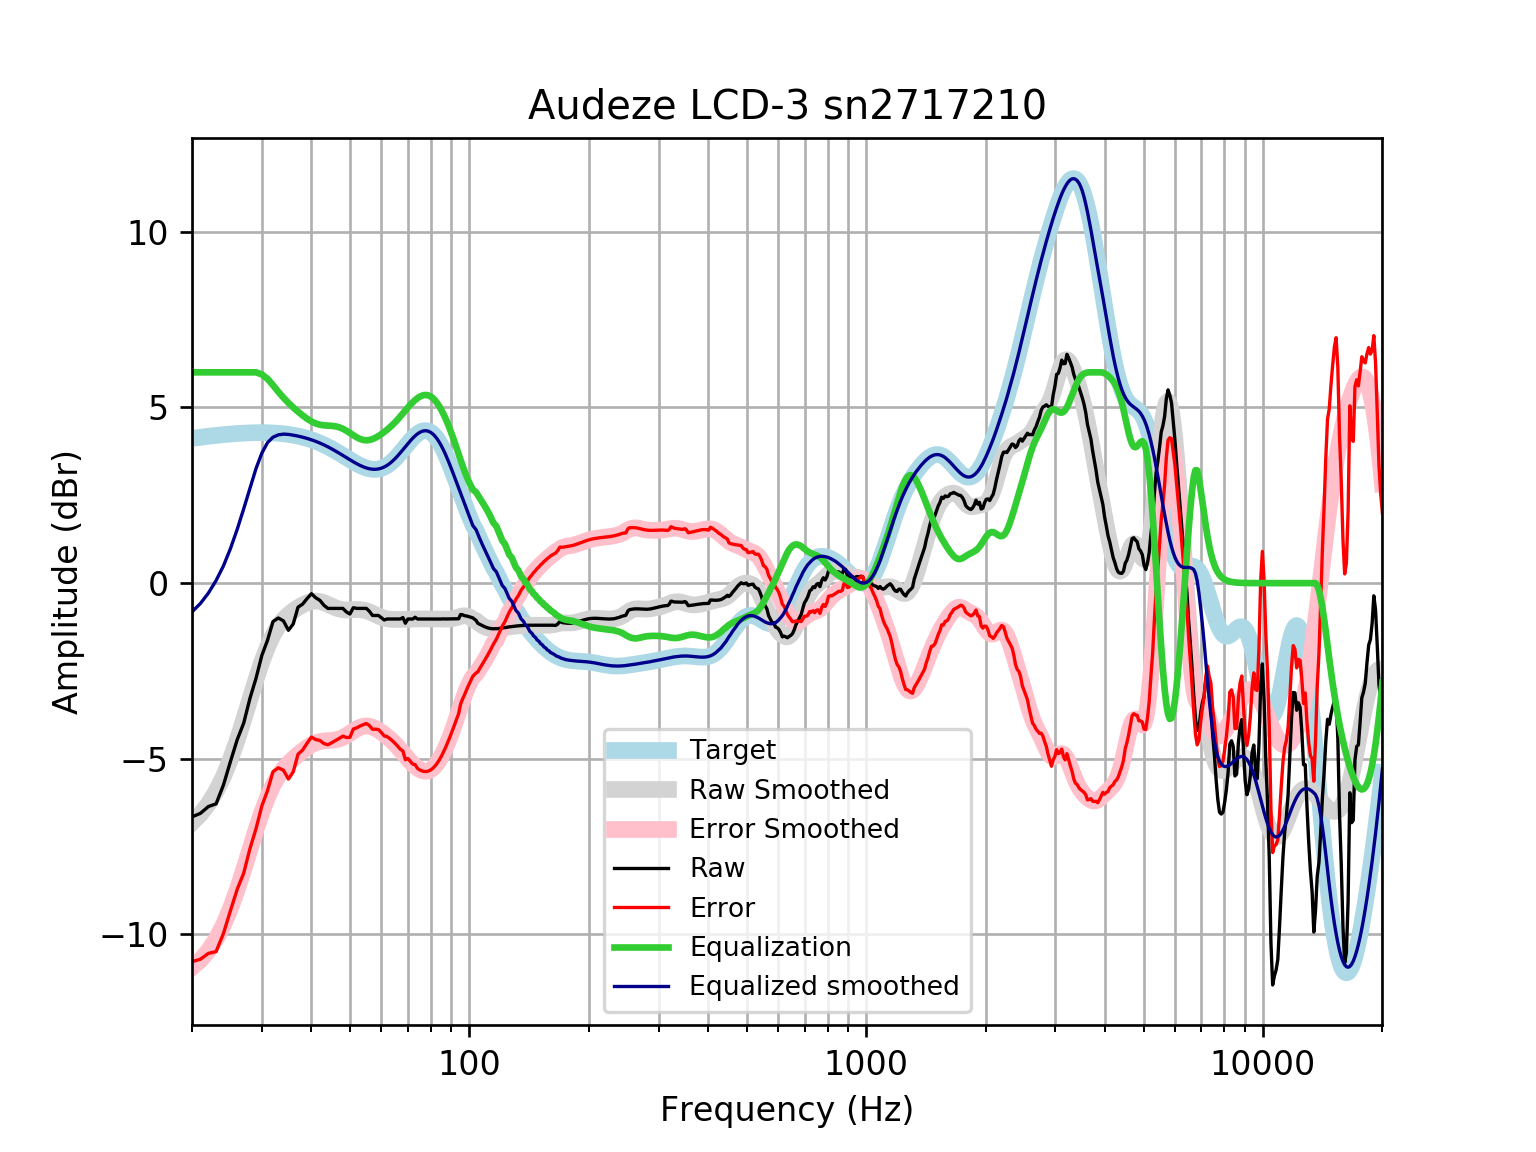 Audeze LCD-3 sn2717210
Amplitude (dBr)
10
5
0
−5
−10
Target
Raw Smoothed
Error Smoothed
Raw
Error
Equalization
Equalized smoothed
100
1000
10000
Frequency (Hz)